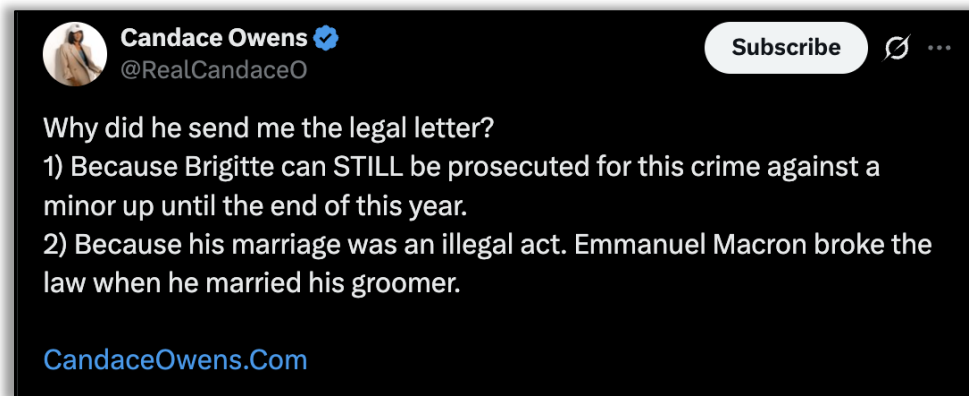 Candace Owens
@RealCandaceO
Subscribe
Why did he send me the legal letter?
1) Because Brigitte can STILL be prosecuted for this crime against a
minor up until the end of this year.
2) Because his marriage was an illegal act. Emmanuel Macron broke the
law when he married his groomer.
CandaceOwens.Com